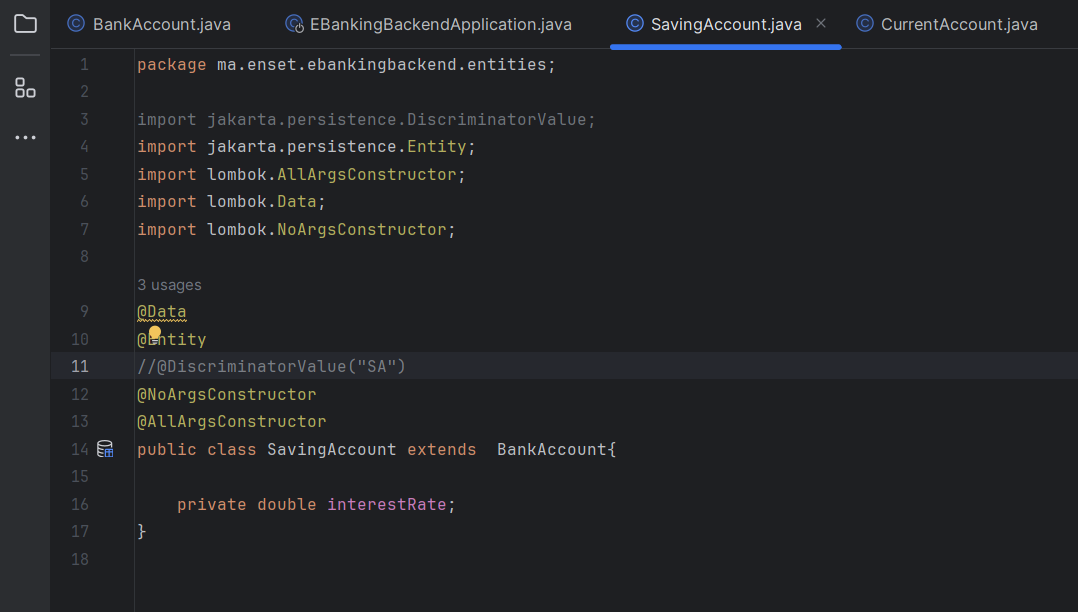 BankAccount.java EBankingBackendApplication.java SavingAccount.java CurrentAccount.java
1 package ma.enset.ebankingbackend.entities;
2
3 import jakarta.persistence.DiscriminatorValue;
4 import jakarta.persistence.Entity;
5 import lombok.AllArgsConstructor;
6 import lombok.Data;
7 import lombok.NoArgsConstructor;
8
3 usages
9 @Data
10 @Entity
11 //@DiscriminatorValue("SA")
12 @NoArgsConstructor
13 @AllArgsConstructor
14 public class SavingAccount extends  BankAccount{
15
16     private double interestRate;
17 }
18